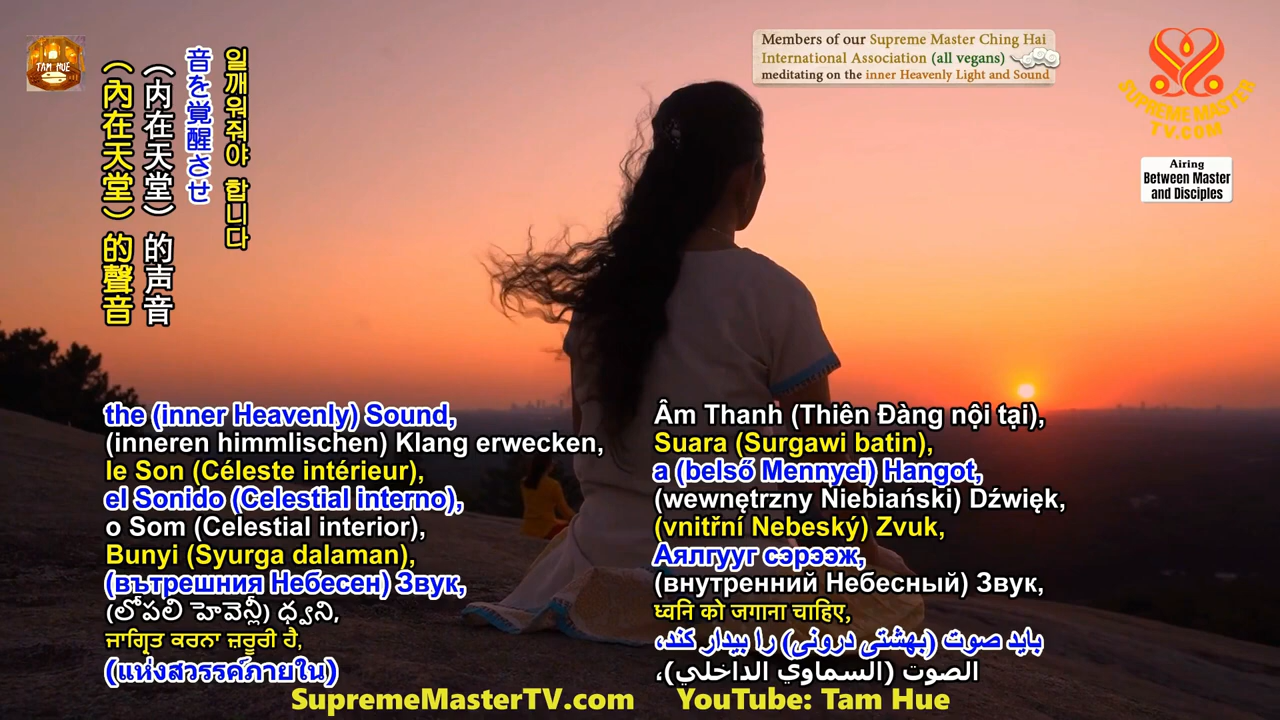 TAM HUE
일깨워줘야 합니다
音を覚醒させ
（内在天堂）的声音
（內在天堂）的聲音
Members of our Supreme Master Ching Hai
International Association (all vegans)
meditating on the inner Heavenly Light and Sound
SUPREME MASTER
TV.COM
Airing
Between Master
and Disciples
the (inner Heavenly) Sound,
(inneren himmlischen) Klang erwecken,
le Son (Céleste intérieur),
el Sonido (Celestial interno),
o Som (Celestial interior),
Bunyi (Syurga dalaman),
(вътрешния Небесен) Звук,
(లోపలి హెవెన్లీ) ధ్వని,
ਜਾਗ੍ਰਿਤ ਕਰਨਾ ਜ਼ਰੂਰੀ ਹੈ,
(แห่งสวรรค์ภายใน)
Âm Thanh (Thiên Đàng nội tại),
Suara (Surgawi batin),
a (belső Mennyei) Hangot,
(wewnętrzny Niebiański) Dźwięk,
(vnitřní Nebeský) Zvuk,
Аялгууг сэрээж,
(внутренний Небесный) Звук,
ध्वनि को जगाना चाहिए,
باید صوت (بهشتی درونی) را بیدار کند،
الصوت (السماوي الداخلي)،
SupremeMasterTV.com YouTube: Tam Hue